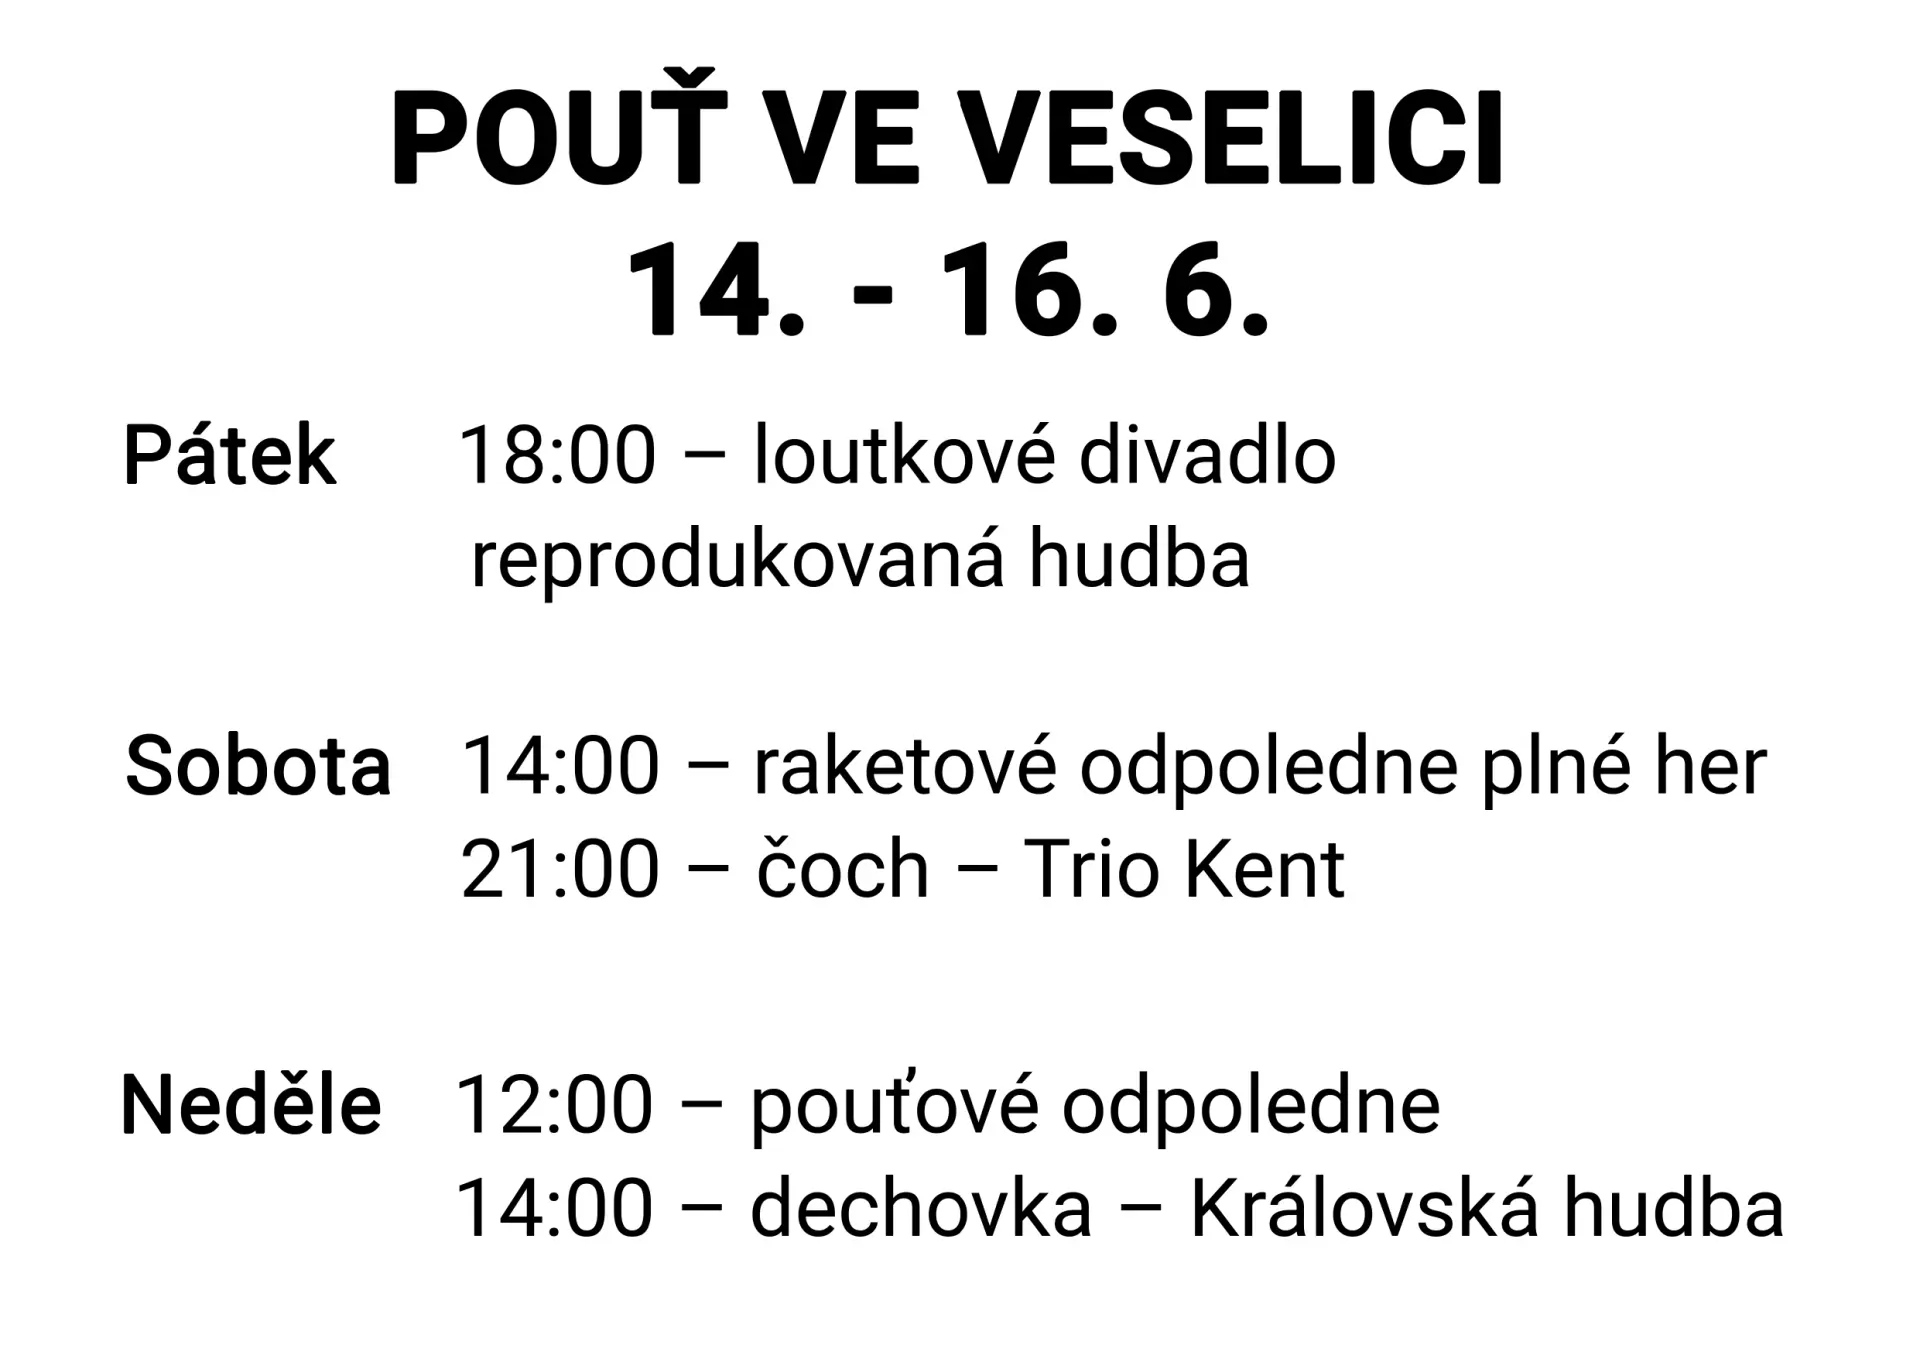 POUŤ VE VESELICI
14. - 16. 6.
Pátek 18:00 – loutkové divadlo
reprodukovaná hudba
Sobota 14:00 – raketové odpoledne plné her
21:00 – čoch – Trio Kent
Neděle 12:00 – pouťové odpoledne
14:00 – dechovka – Královská hudba